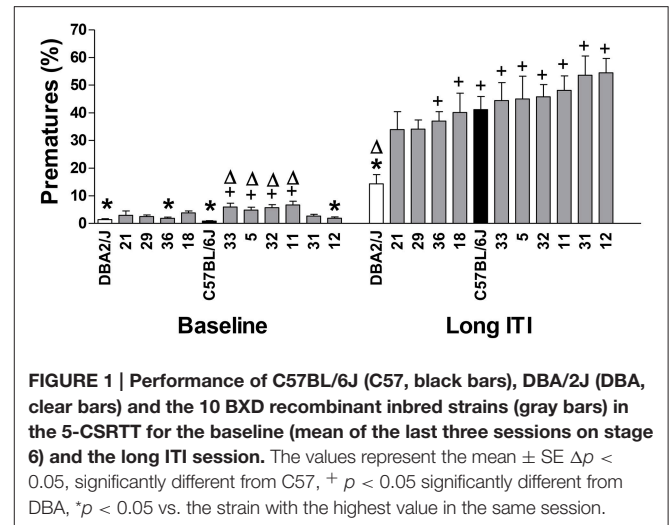 Prematures (%)
70
60
50
40
30
20
10
0
Δ Δ Δ Δ
* * * + + + + *
Δ
*
+ + + + + + + + +
DBA2/J 21 29 36 18 C57BL/6J 33 5 32 11 31 12
DBA2/J 21 29 36 18 C57BL/6J 33 5 32 11 31 12
Baseline
Long ITI
FIGURE 1 | Performance of C57BL/6J (C57, black bars), DBA/2J (DBA,
clear bars) and the 10 BXD recombinant inbred strains (gray bars) in
the 5-CSRTT for the baseline (mean of the last three sessions on stage
6) and the long ITI session. The values represent the mean ± SE Δp <
0.05, significantly different from C57, + p < 0.05 significantly different from
DBA, *p < 0.05 vs. the strain with the highest value in the same session.